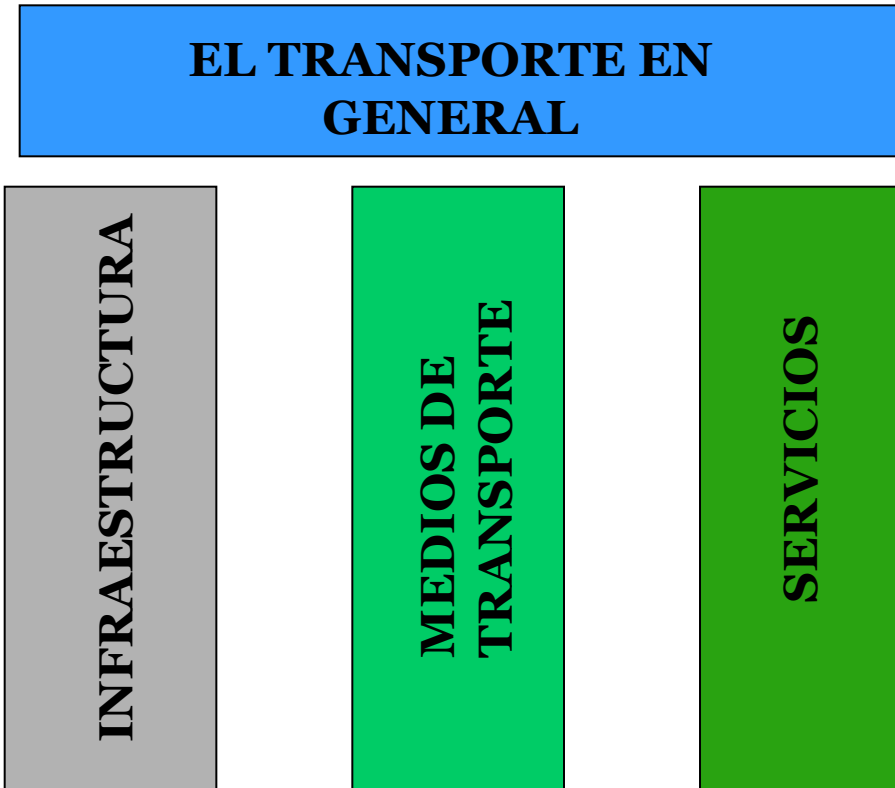 EL TRANSPORTE EN
GENERAL
INFRAESTRUCTURA
MEDIOS DE
TRANSPORTE
SERVICIOS